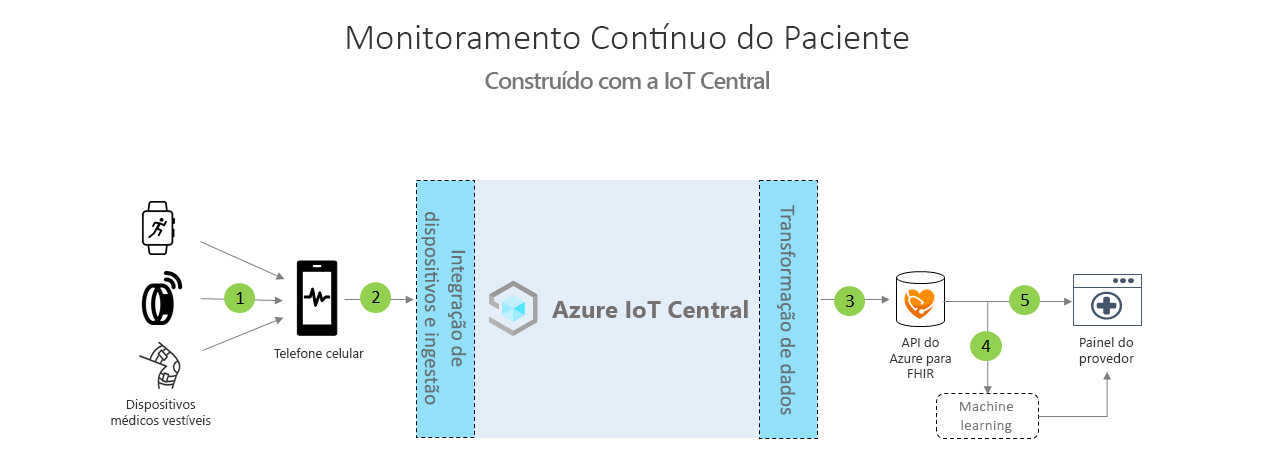 Monitoramento Contínuo do Paciente
Construído com a IoT Central
1
Telefone celular
Dispositivos
médicos vestíveis
2
Integração de
dispositivos e ingestão
Azure IoT Central
Transformação de dados
3
API do
Azure para
FHIR
4
Machine
learning
5
Painel do
provedor